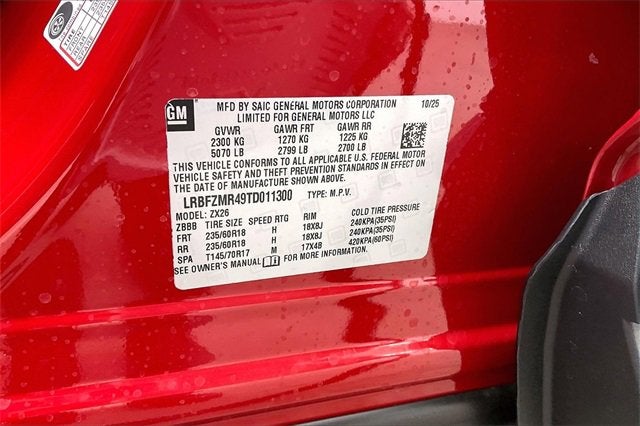 GM
MFD BY SAIC GENERAL MOTORS CORPORATION 10/25
LIMITED FOR GENERAL MOTORS LLC
GVWR GAWR FRT GAWR RR
2300 KG 1270 KG 1225 KG
5070 LB 2799 LB 2700 LB
THIS VEHICLE CONFORMS TO ALL APPLICABLE U.S. FEDERAL MOTOR
VEHICLE SAFETY AND THEFT PREVENTION STANDARDS IN EFFECT ON
THE DATE OF MANUFACTURE SHOWN ABOVE.
LRBFZMR49TD011300 TYPE: M.P.V.
MODEL: ZX26
ZBBB TIRE SIZE SPEED RTG RIM COLD TIRE PRESSURE
FRT 235/60R18 H 18X8J 240KPA(35PSI)
RR 235/60R18 H 18X8J 240KPA(35PSI)
SPA T145/70R17 M 17X4B 420KPA(60PSI)
SEE OWNER'S MANUAL FOR MORE INFORMATION.
TIRE
FRONT
REAR